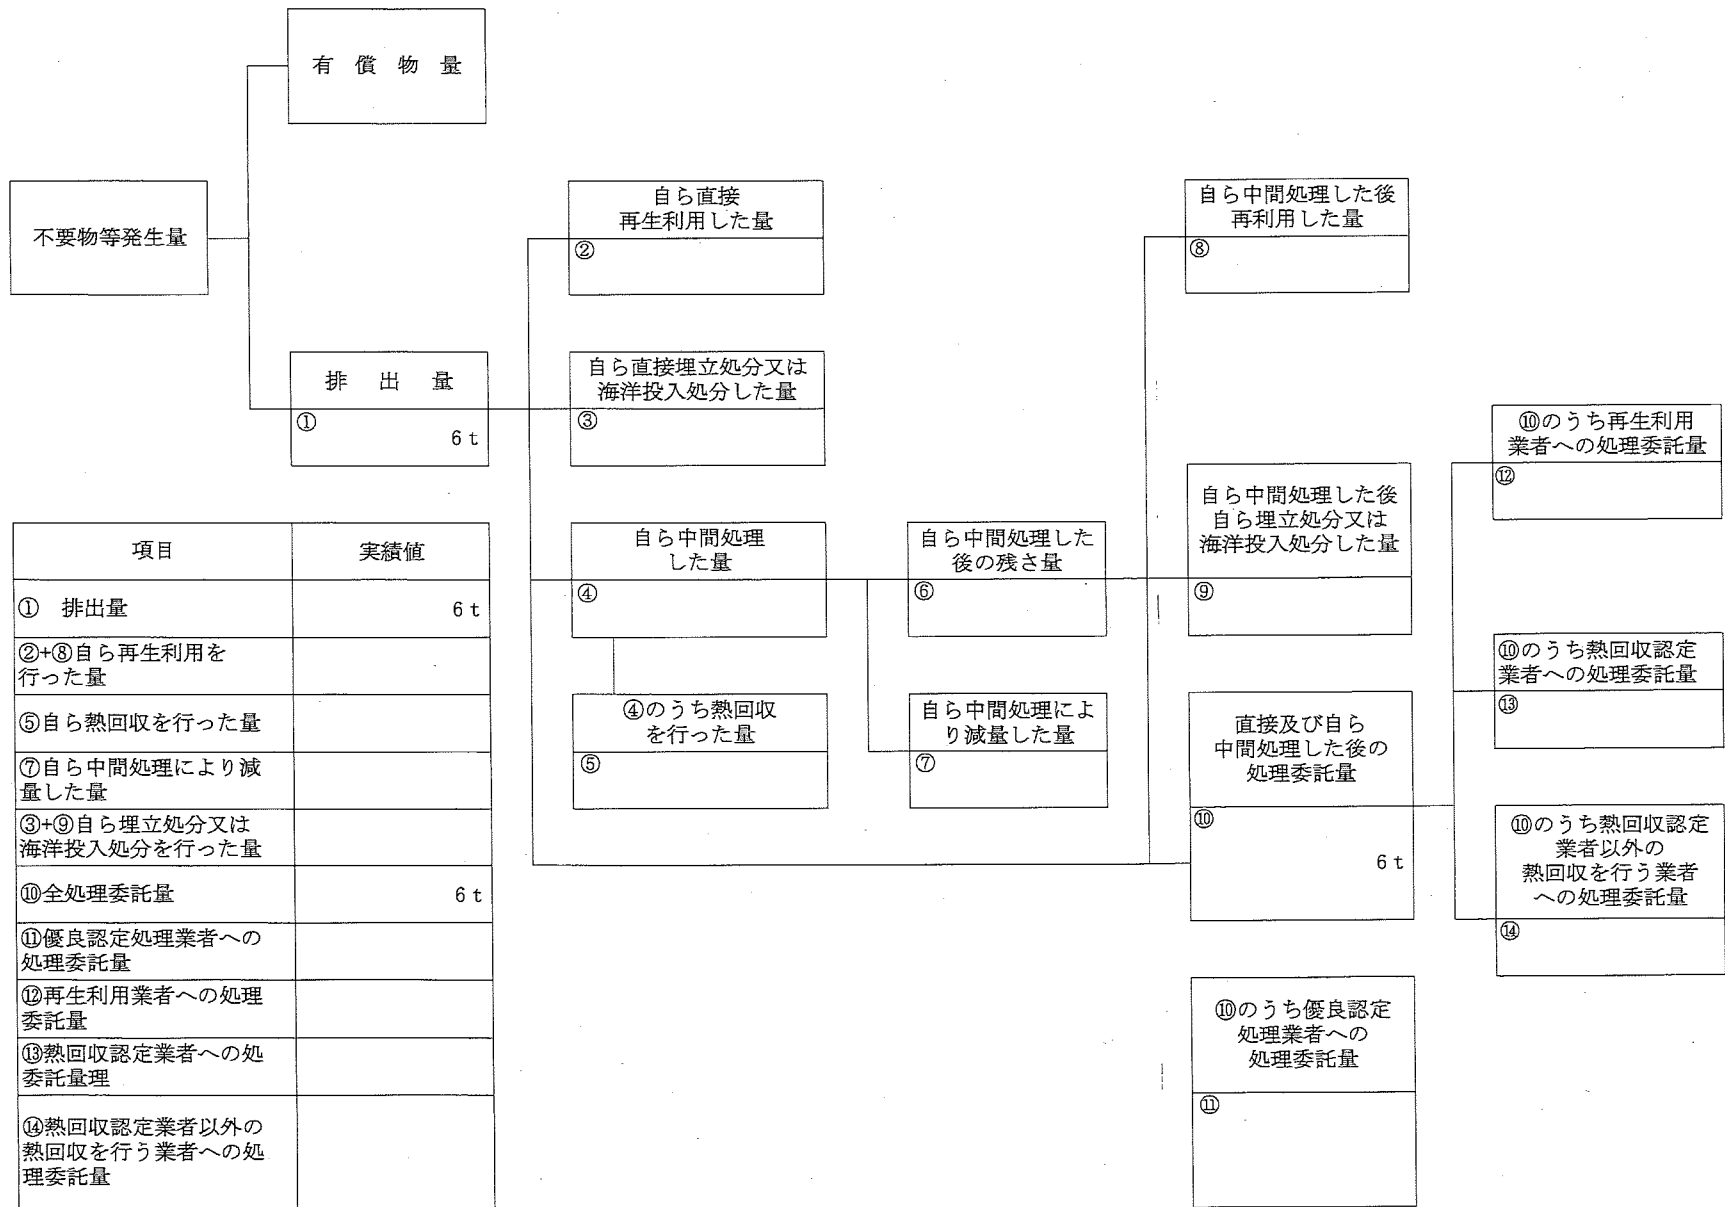 有償物量
不要物等発生量
排出量
①
6t
自ら直接
再生利用した量
②
自ら直接埋立処分又は
海洋投入処分した量
③
自ら中間処理
した量
④
④のうち熱回収
を行った量
⑤
自ら中間処理した
後の残さ量
⑥
自ら中間処理によ
り減量した量
⑦
自ら中間処理した後
再利用した量
⑧
自ら中間処理した後
自ら埋立処分又は
海洋投入処分した量
⑨
直接及び自ら
中間処理した後の
処理委託量
⑩
6t
⑩のうち優良認定
処理業者への
処理委託量
⑪
⑩のうち再生利用
業者への処理委託量
⑫
⑩のうち熱回収認定
業者への処理委託量
⑬
⑩のうち熱回収認定
業者以外の
熱回収を行う業者
への処理委託量
⑭
項目 実績値
① 排出量 6t
②+⑧自ら再生利用を
行った量
⑤自ら熱回収を行った量
⑦自ら中間処理により減
量した量
③+⑨自ら埋立処分又は
海洋投入処分を行った量
⑩全処理委託量 6t
⑪優良認定処理業者への
処理委託量
⑫再生利用業者への処理
委託量
⑬熱回収認定業者への処
委託量理
⑭熱回収認定業者以外の
熱回収を行う業者への処
理委託量